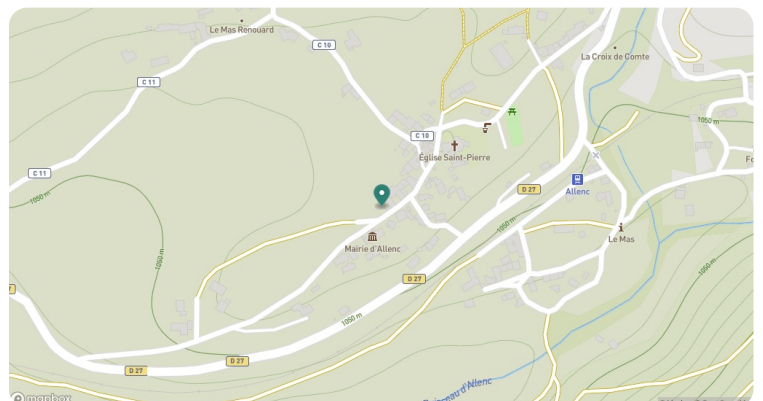 Le Mas Renouard
C 10
La Croix de Comte
C 11
1050 m
C 10
Église Saint-Pierre
C 11
1050 m
D 27
Allenc
1050 m
Le Mas
Mairie d'Allenc
1050 m
D 27
1050 m
D 27
D 27
d'Allenc
mapbox